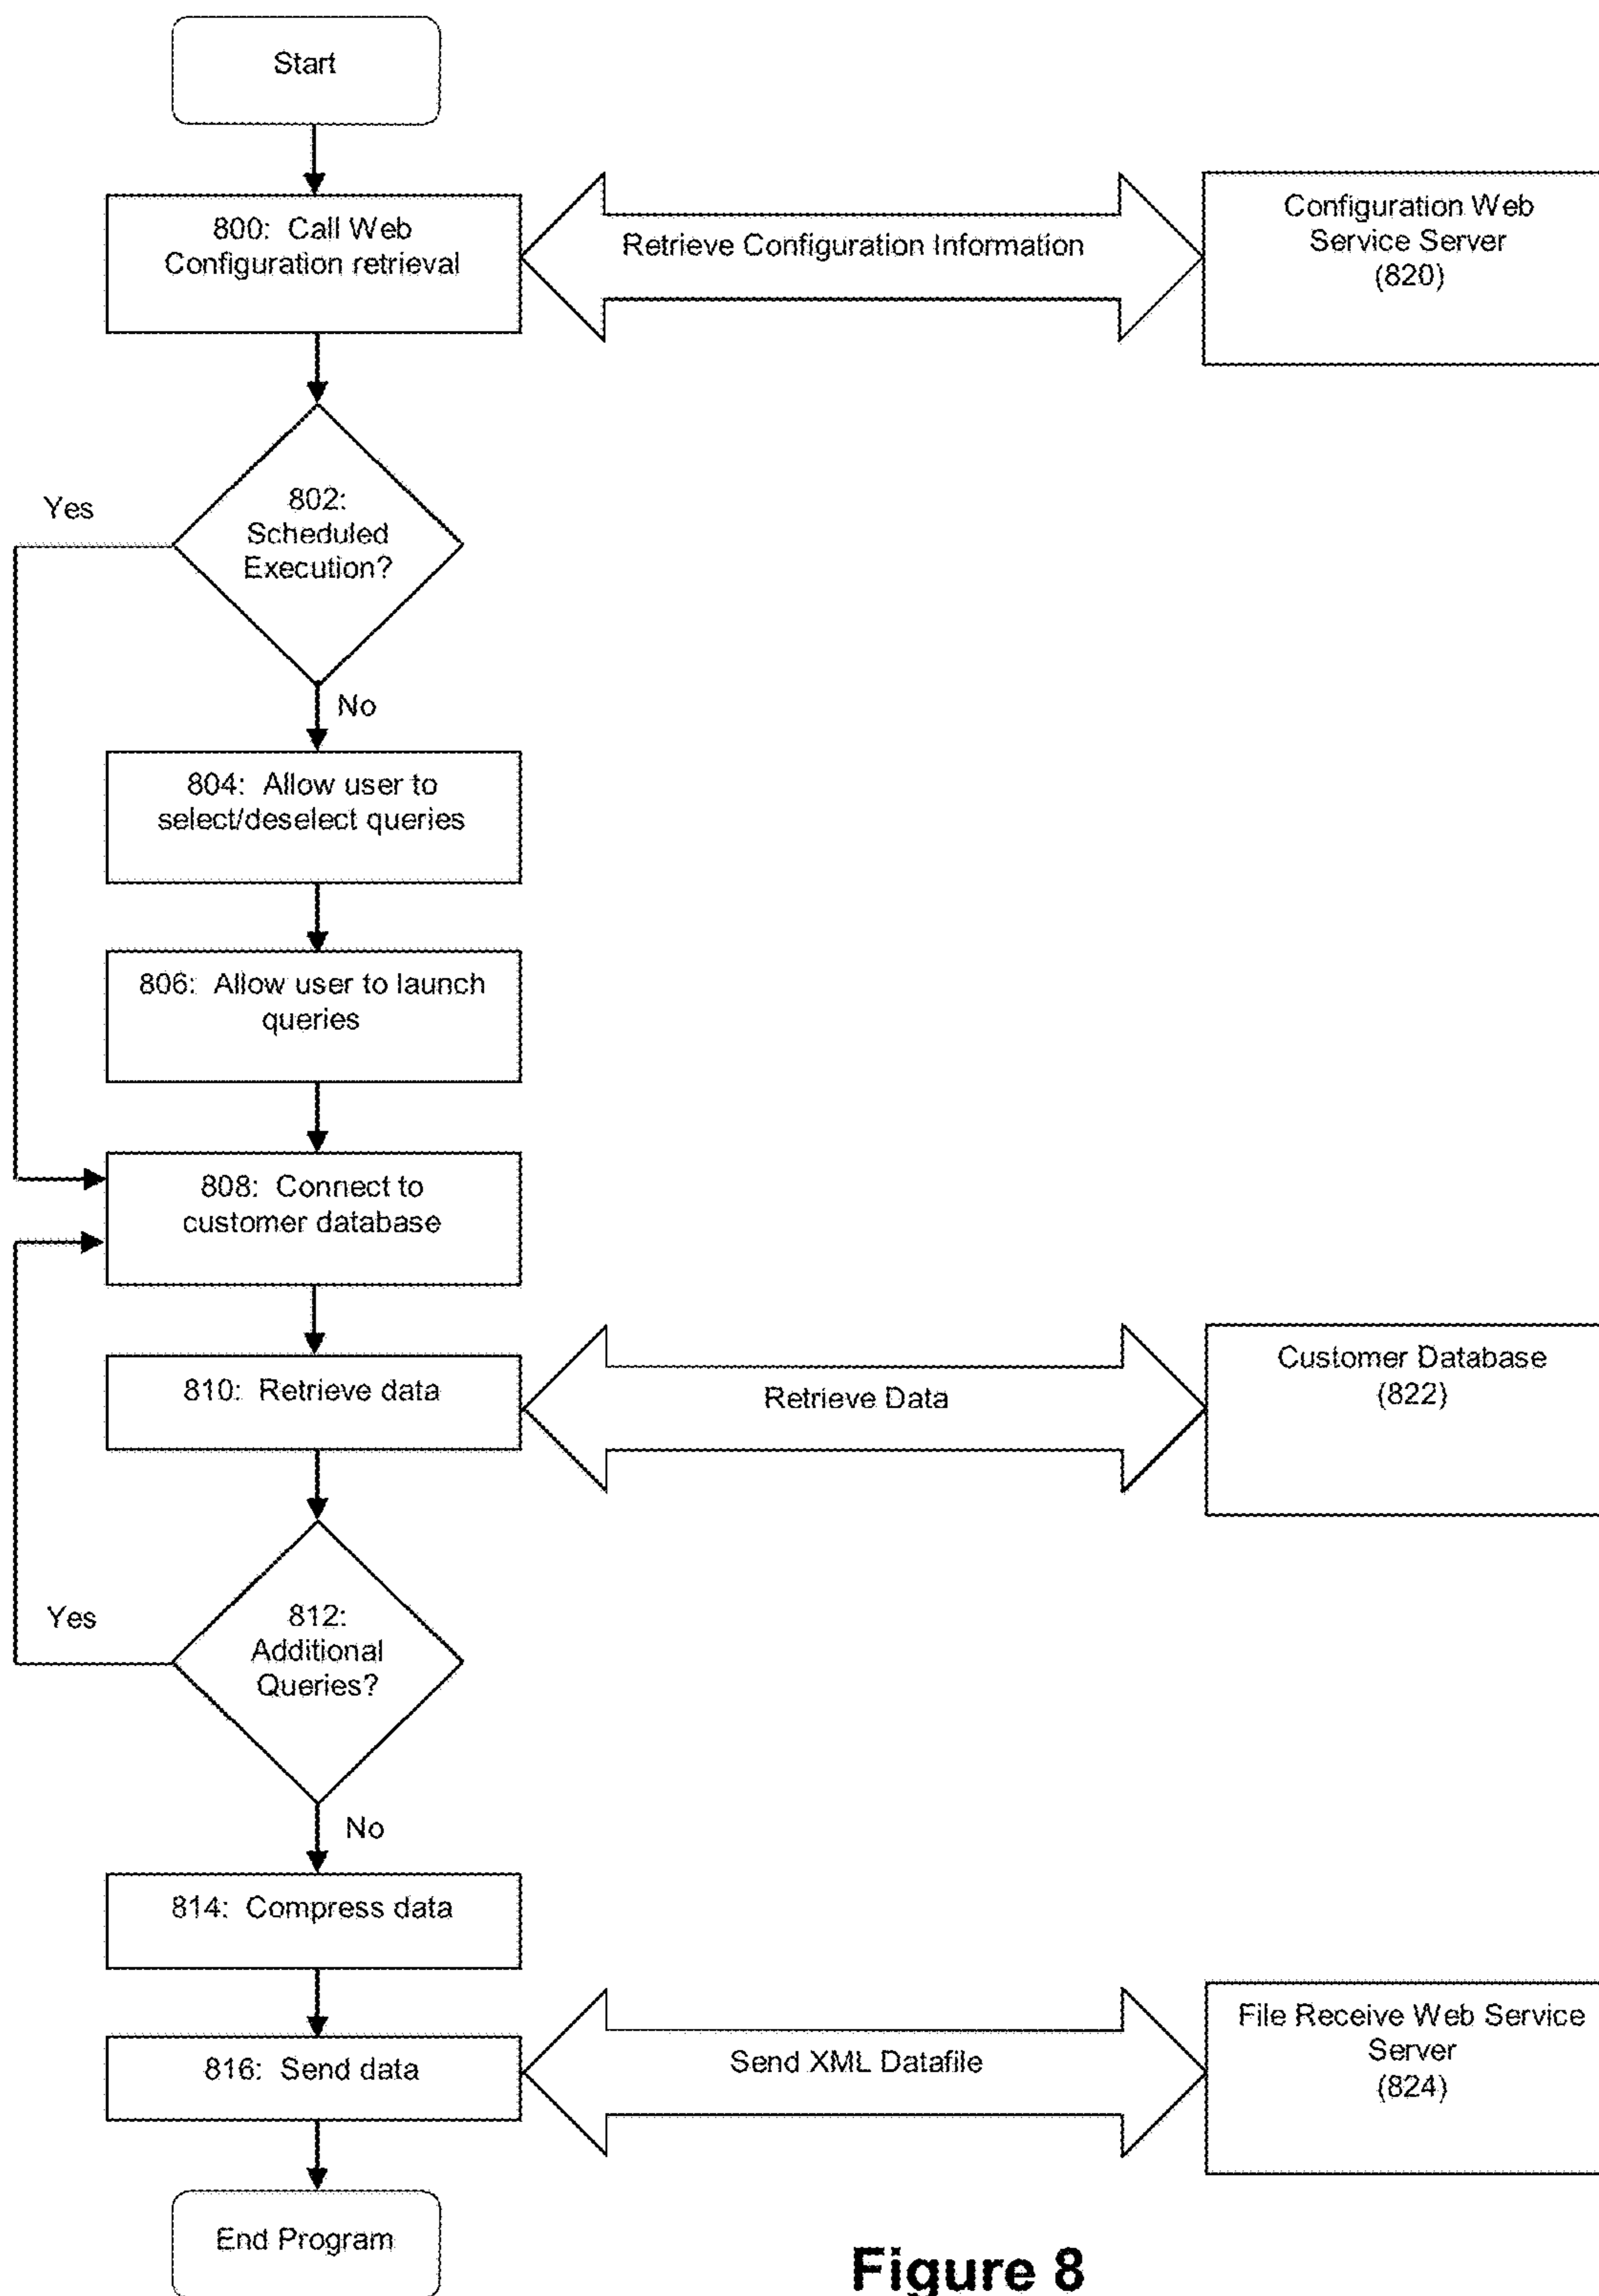 Start
800: Call Web
Configuration retrieval
Retrieve Configuration Information
Configuration Web
Service Server
(820)
Yes
802:
Scheduled
Execution?
No
804: Allow user to
select/deselect queries
806: Allow user to launch
queries
808: Connect to
customer database
810: Retrieve data
Retrieve Data
Customer Database
(822)
Yes
812:
Additional
Queries?
No
814: Compress data
816: Send data
Send XML Datafile
File Receive Web Service
Server
(824)
End Program
Figure 8